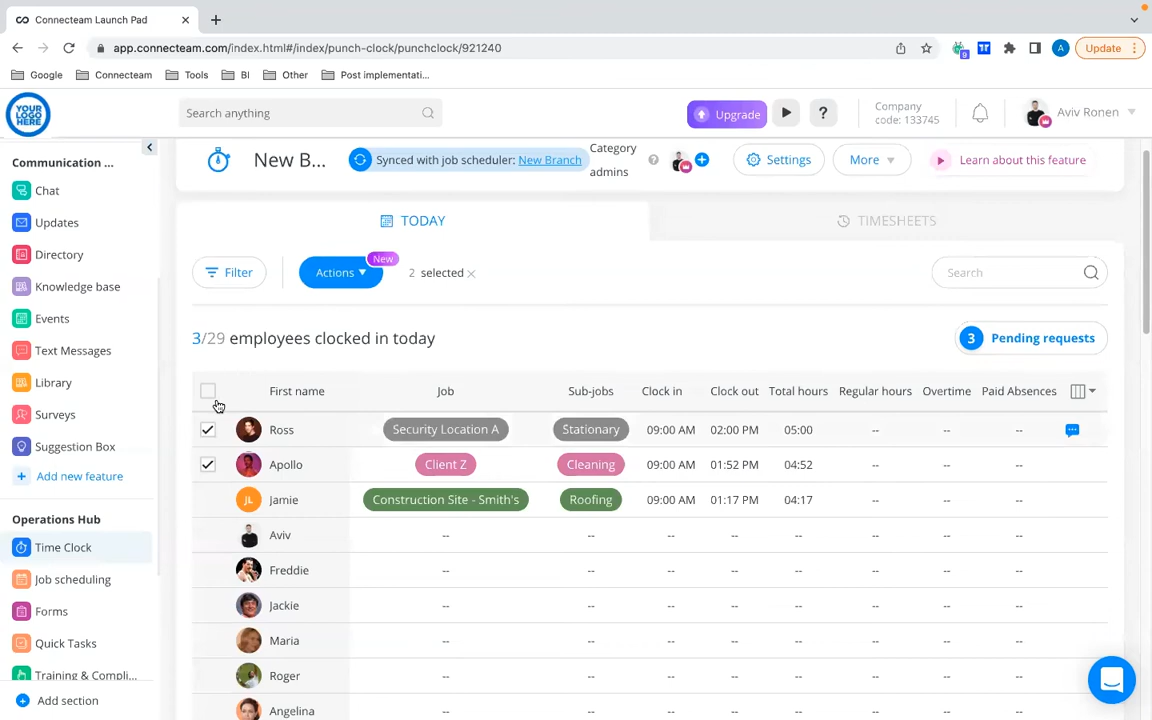 Connecteam Launch Pad
app.connecteam.com/index.html#/index/punch-clock/punchclock/921240
9
A
Update
Google
Connecteam
Tools
BI
Other
Post implementati...
YOUR LOGO HERE
Search anything
Upgrade
?
Company code: 133745
Aviv Ronen
Communication ...
Chat
Updates
Directory
Knowledge base
Events
Text Messages
Library
Surveys
Suggestion Box
+ Add new feature
Operations Hub
Time Clock
Job scheduling
Forms
Quick Tasks
Training & Compli...
+ Add section
New B...
Synced with job scheduler: New Branch
Category admins
?
Settings
More
Learn about this feature
TODAY
TIMESHEETS
Filter
Actions
New
2 selected
Search
3/29 employees clocked in today
3 Pending requests
First name Job Sub-jobs Clock in Clock out Total hours Regular hours Overtime Paid Absences
Ross Security Location A Stationary 09:00 AM 02:00 PM 05:00 -- -- --
Apollo Client Z Cleaning 09:00 AM 01:52 PM 04:52 -- -- --
JL Jamie Construction Site - Smith's Roofing 09:00 AM 01:17 PM 04:17 -- -- --
Aviv -- -- -- -- -- -- -- --
Freddie -- -- -- -- -- -- -- --
Jackie -- -- -- -- -- -- -- --
Maria -- -- -- -- -- -- -- --
Roger -- -- -- -- -- -- -- --
Angelina -- -- -- -- -- -- -- --